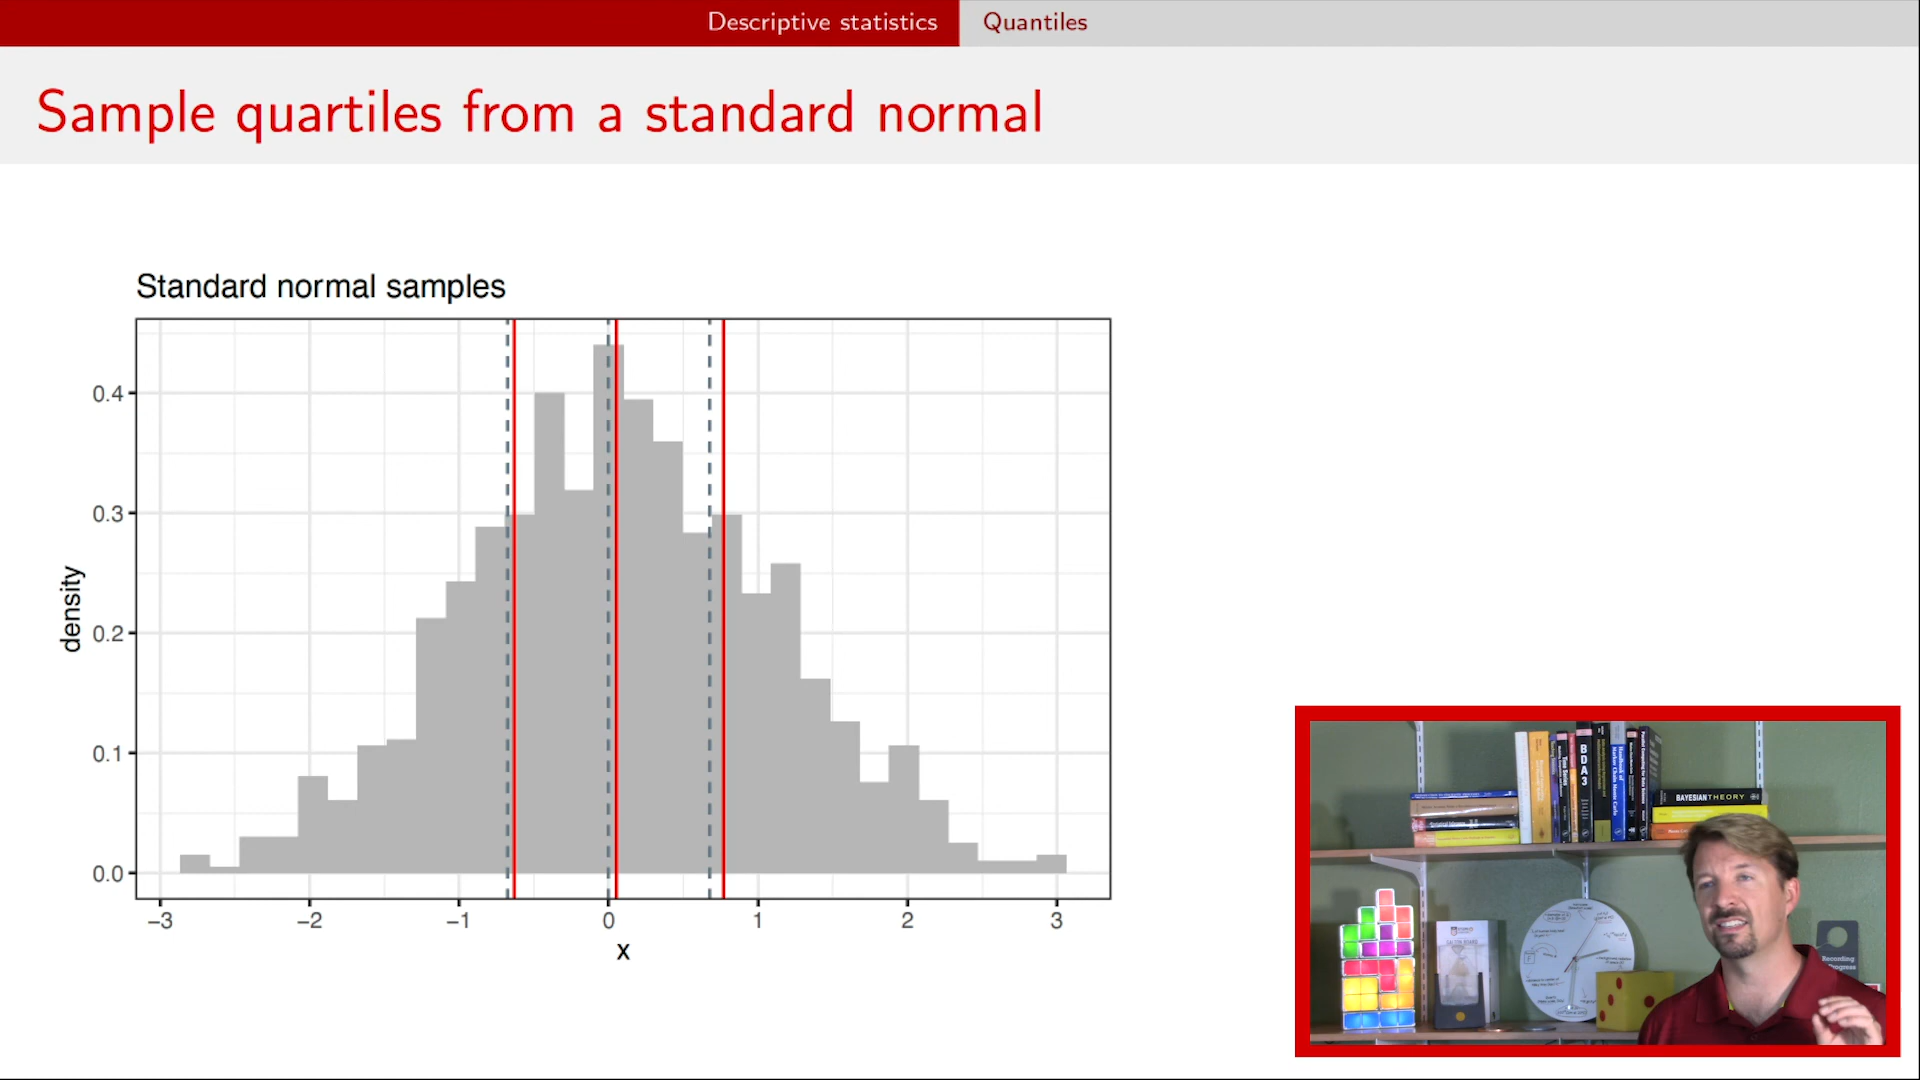 Descriptive statistics Quantiles
Sample quartiles from a standard normal
Standard normal samples
density
0.4
0.3
0.2
0.1
0.0
−3 −2 −1 0 1 2 3
x
BDA3
BAYESIAN THEORY
Recording